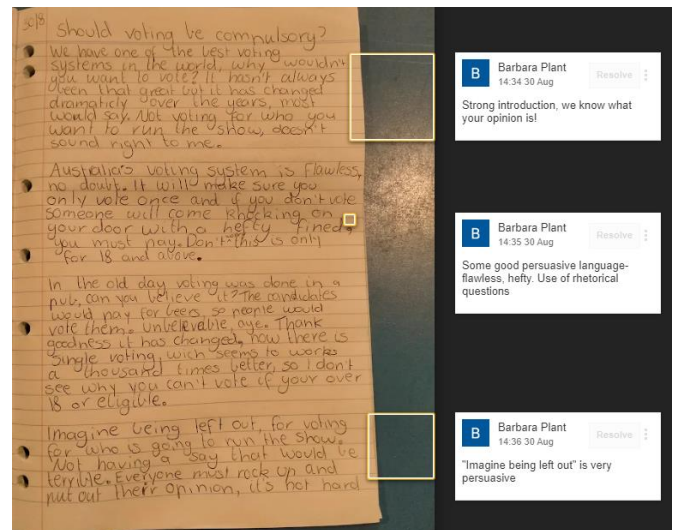 30/8
Should voting be compulsory?
We have one of the best voting
systems in the world, why wouldn't
you want to vote? It hasn't always
been that great but it has changed
dramaticly over the years, most
would say. Not voting for who you
want to run the show, doesn't
sound right to me.
Australia's voting system is flawless,
no doubt. It will make sure you
only vote once and if you don't vote
someone will come knocking on
your door with a hefty fined,
you must pay. Don't this is only
for 18 and above.
In the old day voting was done in a
pub, can you believe it? The candidates
would pay for beers, so people would
vote them. Unbelevable, aye. Thank
goodness it has changed, now there is
single voting, wich seems to works
a thousand times better, so I don't
see why you can't vote if your over
18 or eligible.
Imagine being left out, for voting
for who is going to run the show.
Not having a say that would be
terrible. Everyone must rock up and
put out their opinion, it's not hard
B
Barbara Plant
14:34 30 Aug
Resolve
Strong introduction, we know what
your opinion is!
B
Barbara Plant
14:35 30 Aug
Resolve
Some good persuasive language-
flawless, hefty. Use of rhetorical
questions
B
Barbara Plant
14:36 30 Aug
Resolve
"Imagine being left out" is very
persuasive